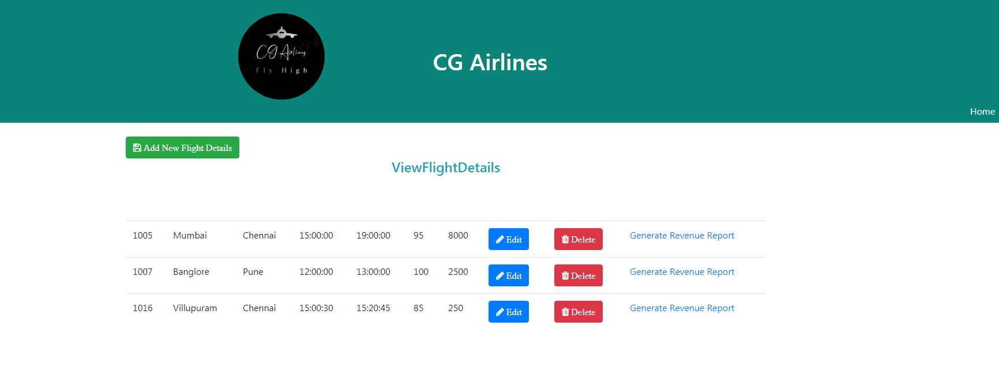 CG Airlines
Fly High
CG Airlines
Home
Add New Flight Details
ViewFlightDetails
1005 Mumbai Chennai 15:00:00 19:00:00 95 8000 Edit Delete Generate Revenue Report
1007 Banglore Pune 12:00:00 13:00:00 100 2500 Edit Delete Generate Revenue Report
1016 Villupuram Chennai 15:00:30 15:20:45 85 250 Edit Delete Generate Revenue Report